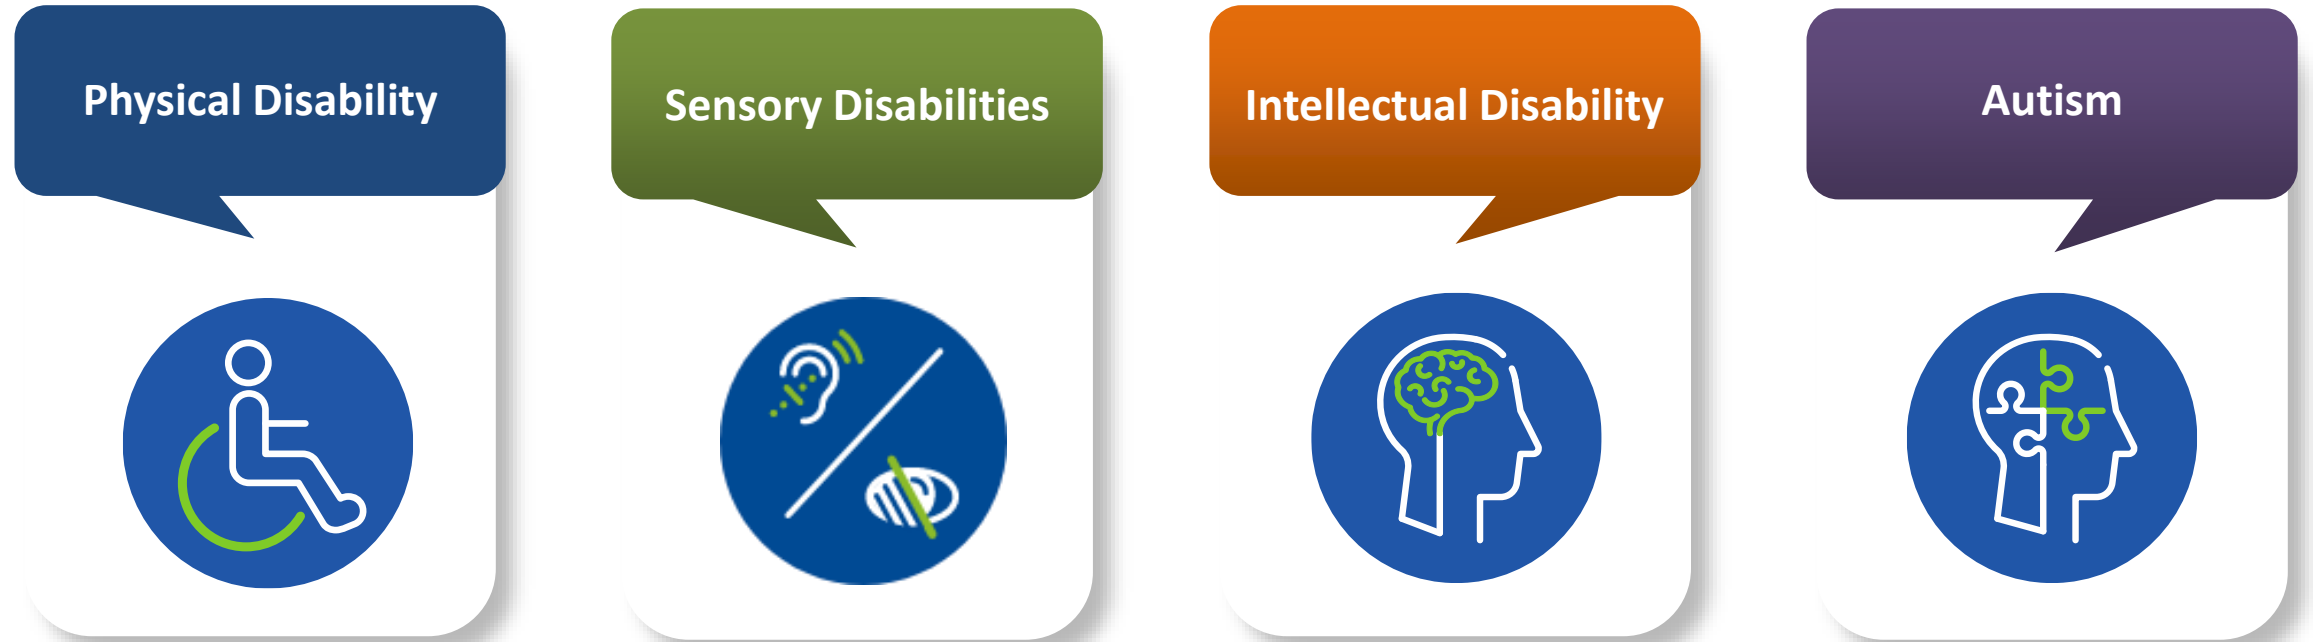 Physical Disability
Sensory Disabilities
Intellectual Disability
Autism